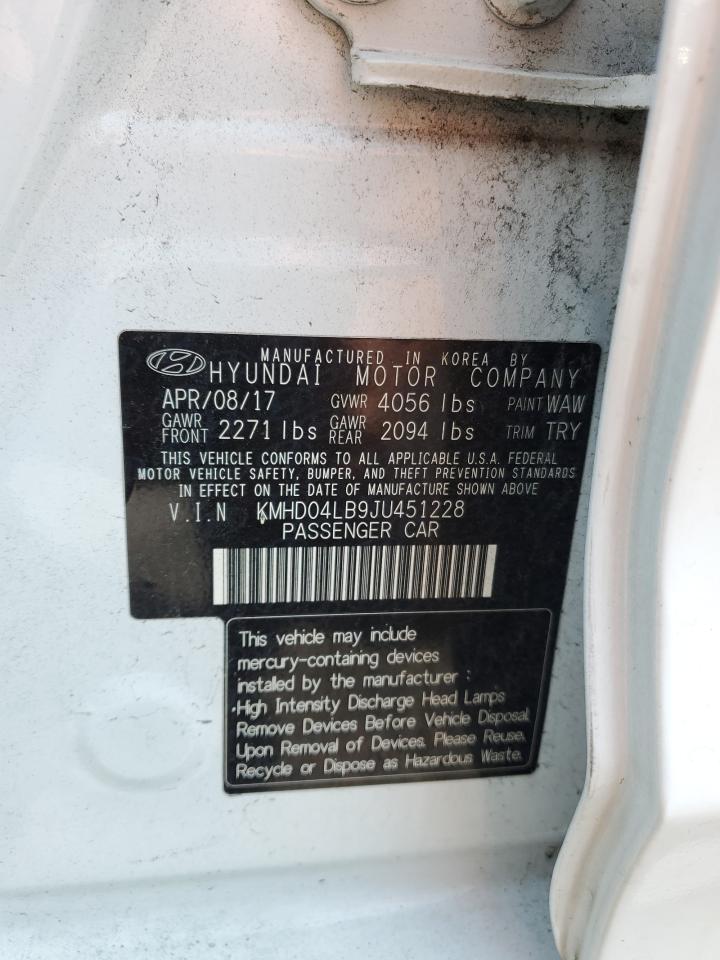 MANUFACTURED IN KOREA BY
HYUNDAI MOTOR COMPANY
APR/08/17 GVWR 4056 lbs PAINT WAW
GAWR FRONT 2271 lbs GAWR REAR 2094 lbs TRIM TRY
THIS VEHICLE CONFORMS TO ALL APPLICABLE U.S.A. FEDERAL
MOTOR VEHICLE SAFETY, BUMPER, AND THEFT PREVENTION STANDARDS
IN EFFECT ON THE DATE OF MANUFACTURE SHOWN ABOVE
V.I.N KMHD04LB9JU451228
PASSENGER CAR
This vehicle may include
mercury-containing devices
installed by the manufacturer :
·High Intensity Discharge Head Lamps
Remove Devices Before Vehicle Disposal.
Upon Removal of Devices. Please Reuse,
Recycle or Dispose as Hazardous Waste.